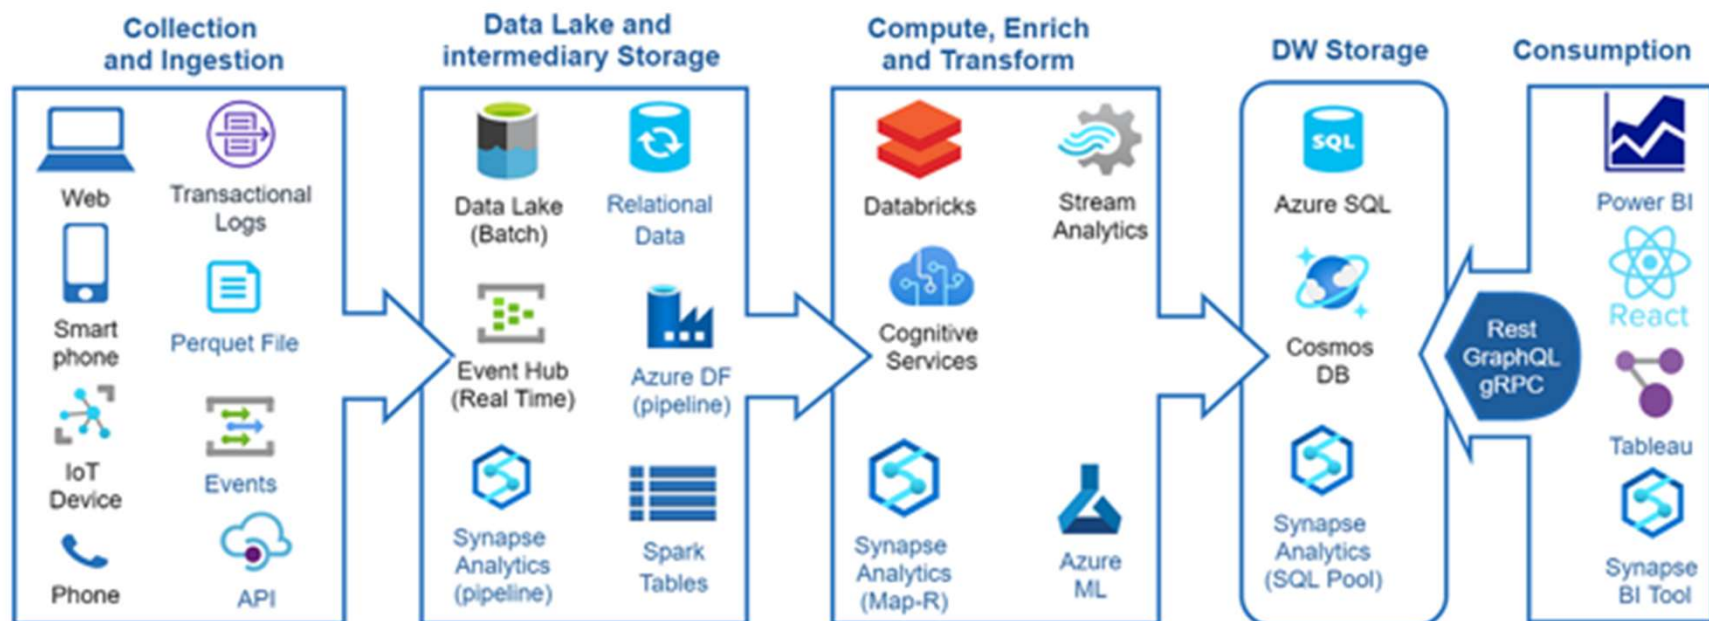 Collection
and Ingestion
Web
Transactional
Logs
Smart
phone
Perquet File
IoT
Device
Events
Phone
API
Data Lake and
intermediary Storage
Data Lake
(Batch)
Relational
Data
Event Hub
(Real Time)
Azure DF
(pipeline)
Synapse
Analytics
(pipeline)
Spark
Tables
Compute, Enrich
and Transform
Databricks
Stream
Analytics
Cognitive
Services
Synapse
Analytics
(Map-R)
Azure
ML
DW Storage
SQL
Azure SQL
Cosmos
DB
Synapse
Analytics
(SQL Pool)
Rest
GraphQL
gRPC
Consumption
Power BI
React
Tableau
Synapse
BI Tool